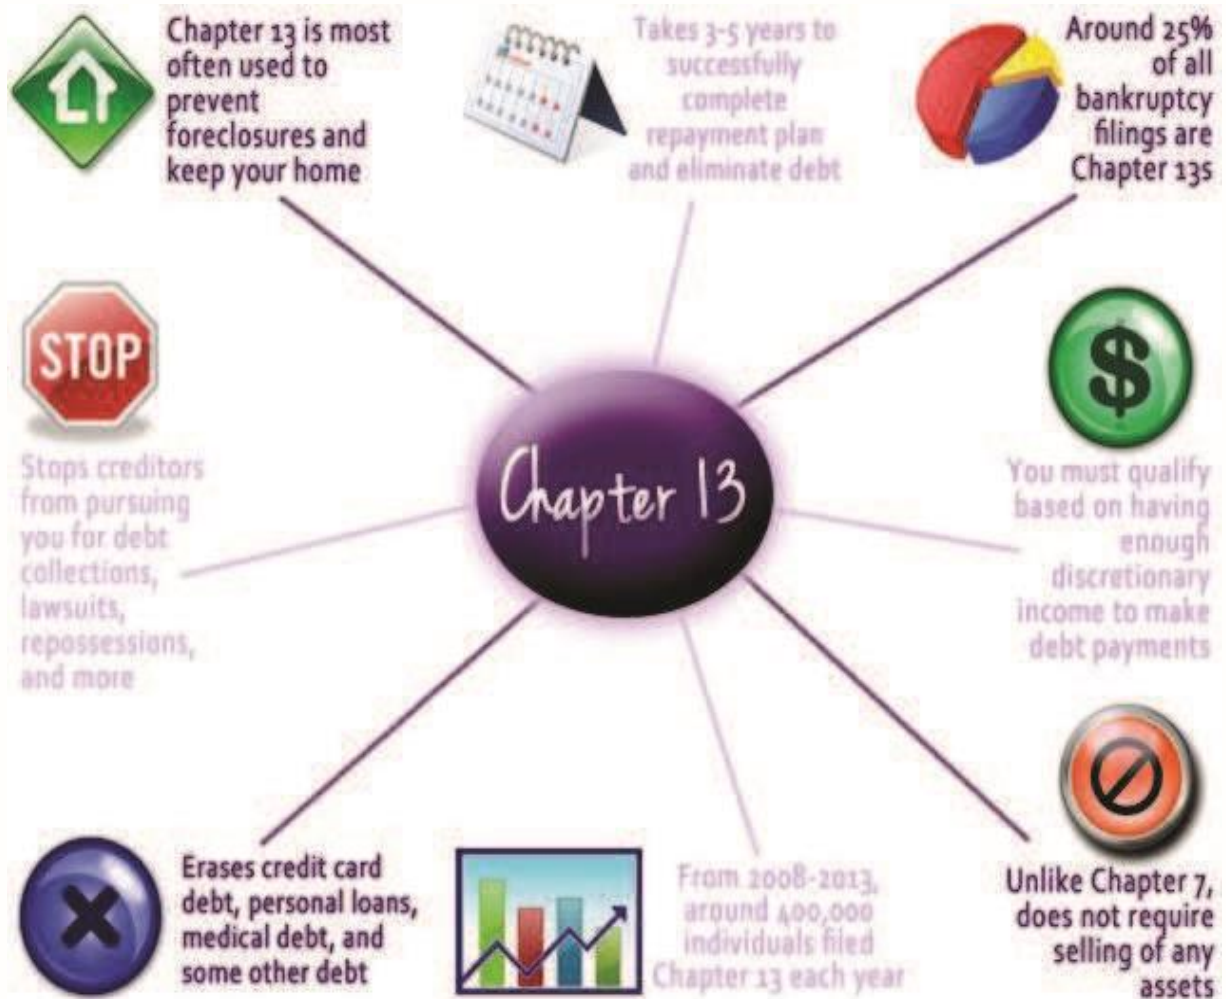 Chapter 13 is most
often used to
prevent
foreclosures and
keep your home
Takes 3-5 years to
successfully
complete
repayment plan
and eliminate debt
Around 25%
of all
bankruptcy
filings are
Chapter 13s
STOP
Stops creditors
from pursuing
you for debt
collections,
lawsuits,
repossessions,
and more
Chapter 13
$
You must qualify
based on having
enough
discretionary
income to make
debt payments
Erases credit card
debt, personal loans,
medical debt, and
some other debt
From 2008-2013,
around 400,000
individuals filed
Chapter 13 each year
Unlike Chapter 7,
does not require
selling of any
assets